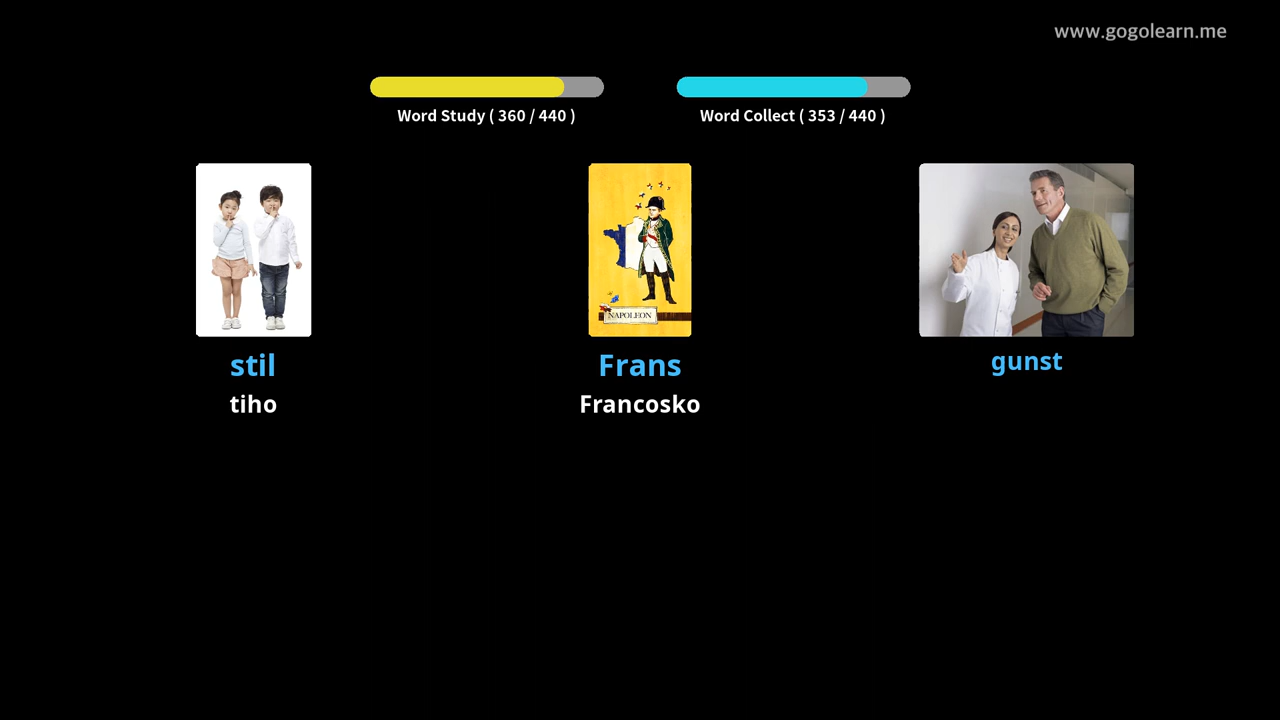 www.gogolearn.me
Word Study ( 360 / 440 )
Word Collect ( 353 / 440 )
NAPOLEON
stil
Frans
gunst
tiho
Francosko